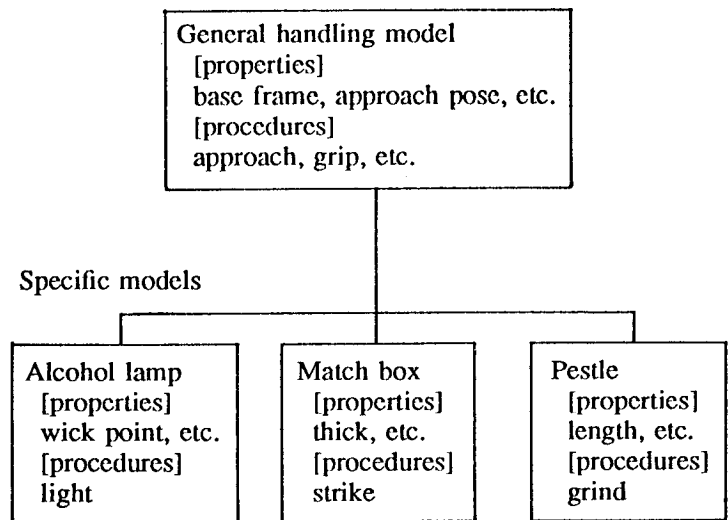 General handling model
[properties]
base frame, approach pose, etc.
[procedures]
approach, grip, etc.
Specific models
Alcohol lamp
[properties]
wick point, etc.
[procedures]
light
Match box
[properties]
thick, etc.
[procedures]
strike
Pestle
[properties]
length, etc.
[procedures]
grind